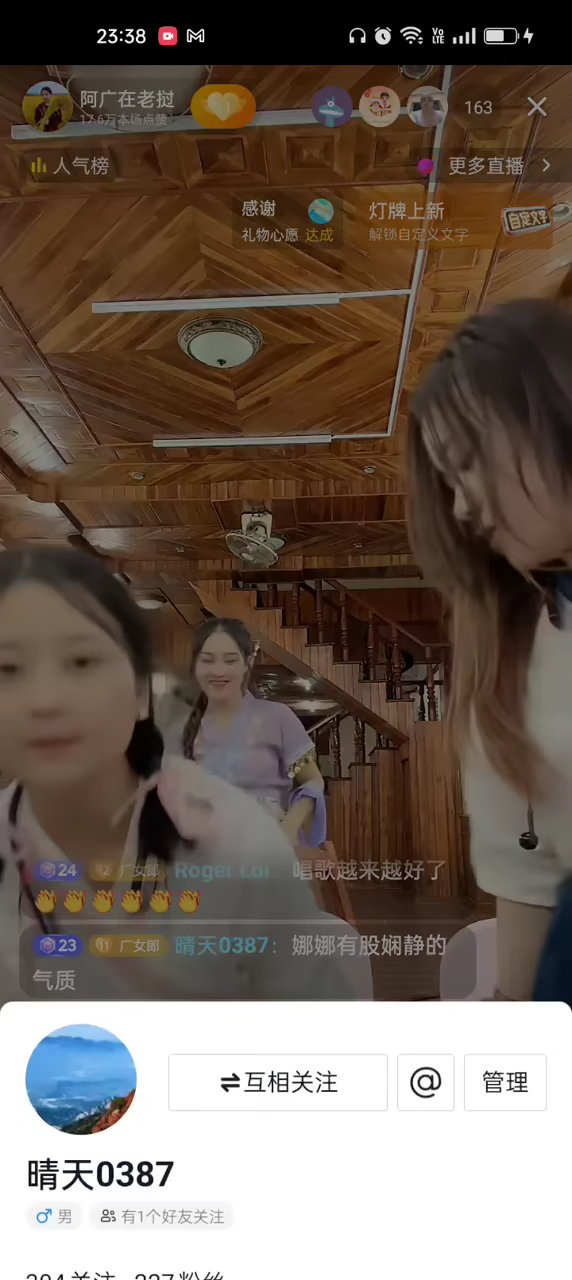 23:38
VO
LTE
阿广在老挝
17.6万本场点赞
163
人气榜
更多直播
感谢
礼物心愿 达成
灯牌上新
解锁自定义文字
自定文字
24 12 广女郎 Roger Loi: 唱歌越来越好了
23 11 广女郎 晴天0387: 娜娜有股娴静的
气质
互相关注
@
管理
晴天0387
男
有1个好友关注